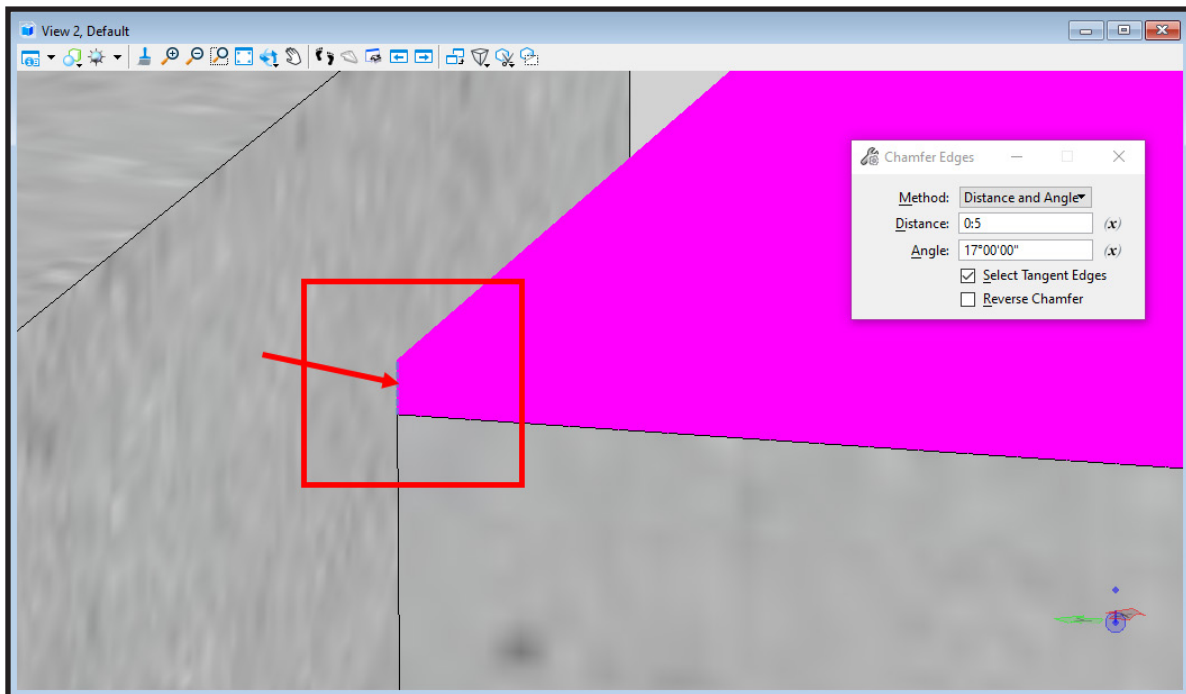 View 2, Default
Chamfer Edges
Method: Distance and Angle
Distance: 0:5 (x)
Angle: 17°00'00" (x)
Select Tangent Edges
Reverse Chamfer